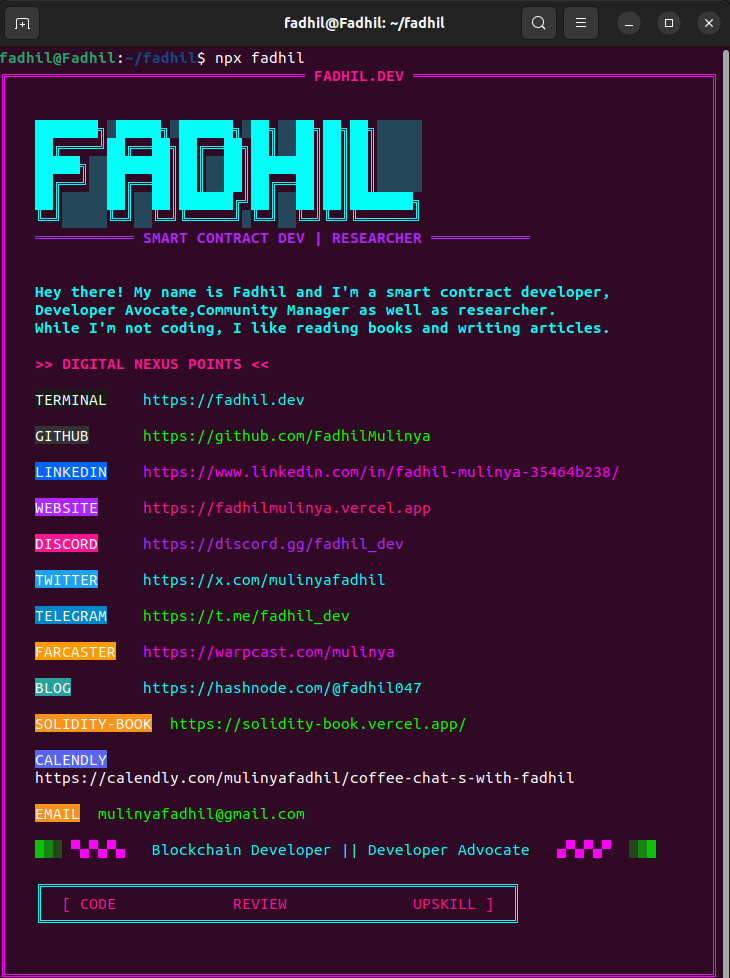 fadhil@Fadhil: ~/fadhil
fadhil@Fadhil:~/fadhil$ npx fadhil
FADHIL.DEV
FADHIL
SMART CONTRACT DEV | RESEARCHER
Hey there! My name is Fadhil and I'm a smart contract developer,
Developer Avocate,Community Manager as well as researcher.
While I'm not coding, I like reading books and writing articles.
>> DIGITAL NEXUS POINTS <<
TERMINAL https://fadhil.dev
GITHUB https://github.com/FadhilMulinya
LINKEDIN https://www.linkedin.com/in/fadhil-mulinya-35464b238/
WEBSITE https://fadhilmulinya.vercel.app
DISCORD https://discord.gg/fadhil_dev
TWITTER https://x.com/mulinyafadhil
TELEGRAM https://t.me/fadhil_dev
FARCASTER https://warpcast.com/mulinya
BLOG https://hashnode.com/@fadhil047
SOLIDITY-BOOK https://solidity-book.vercel.app/
CALENDLY
https://calendly.com/mulinyafadhil/coffee-chat-s-with-fadhil
EMAIL mulinyafadhil@gmail.com
Blockchain Developer || Developer Advocate
[ CODE REVIEW UPSKILL ]